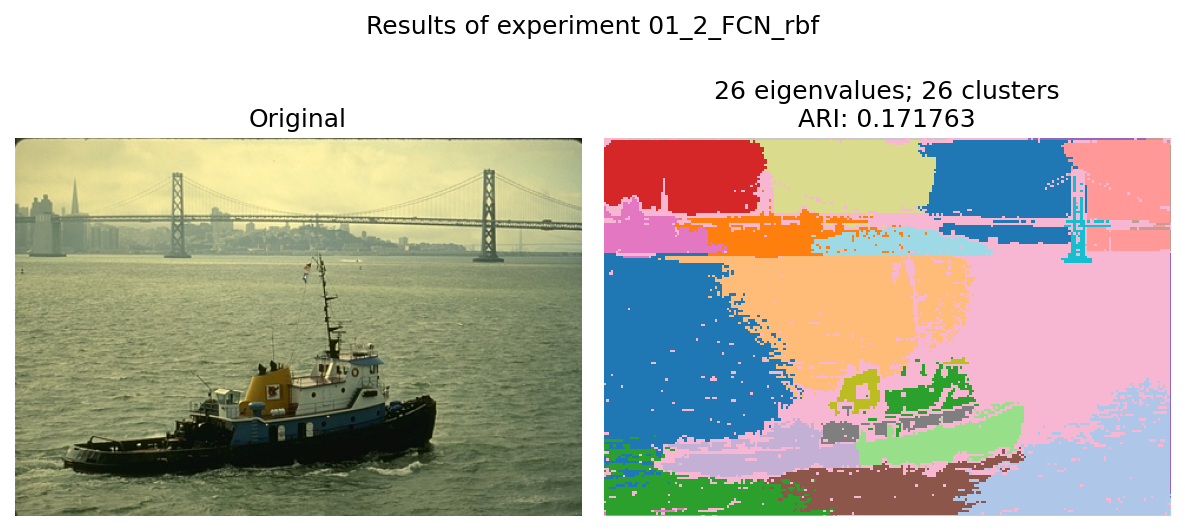 Results of experiment 01_2_FCN_rbf
Original
26 eigenvalues; 26 clusters
ARI: 0.171763